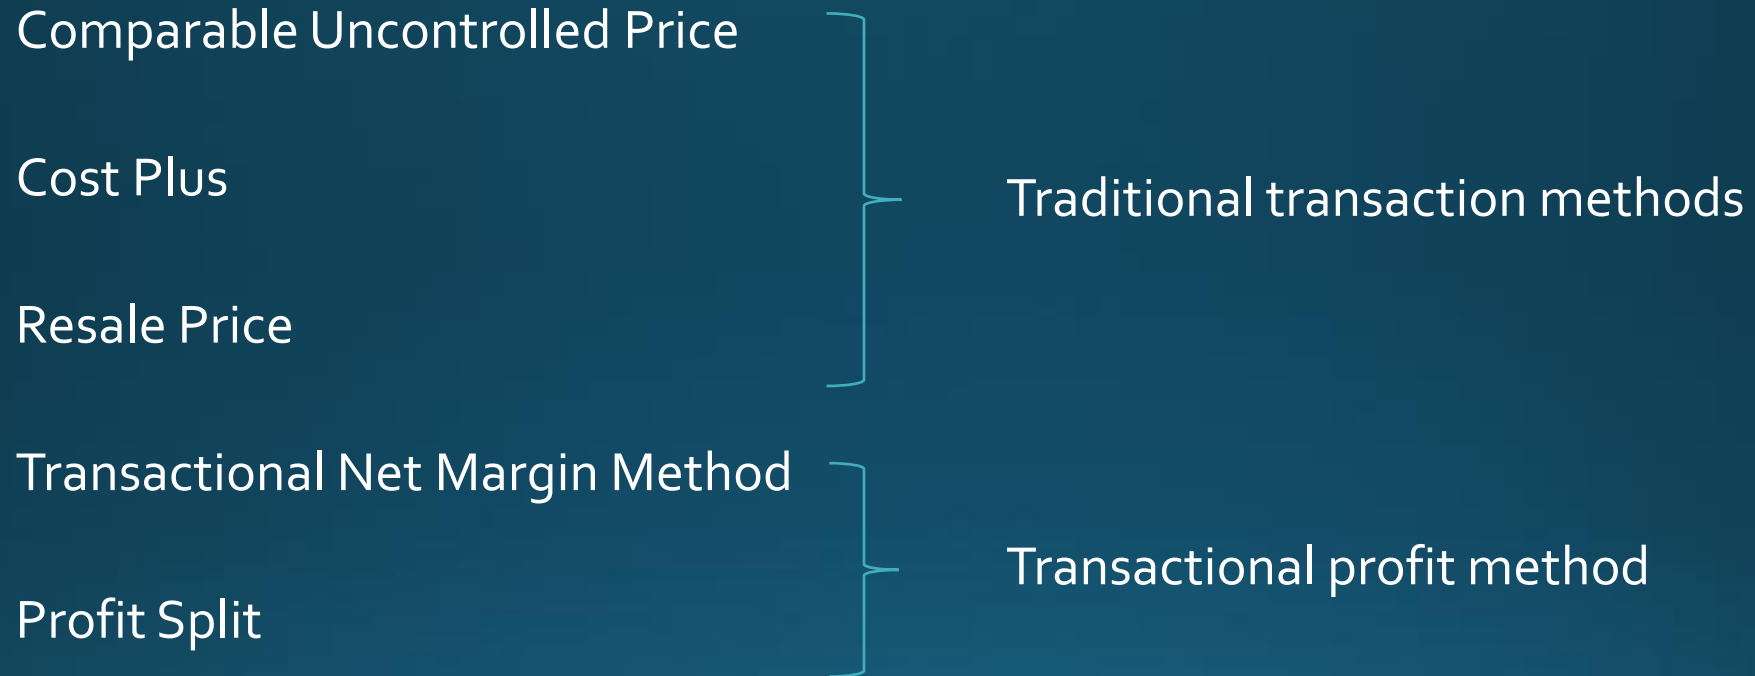 Comparable Uncontrolled Price
Cost Plus
Resale Price
Traditional transaction methods
Transactional Net Margin Method
Profit Split
Transactional profit method